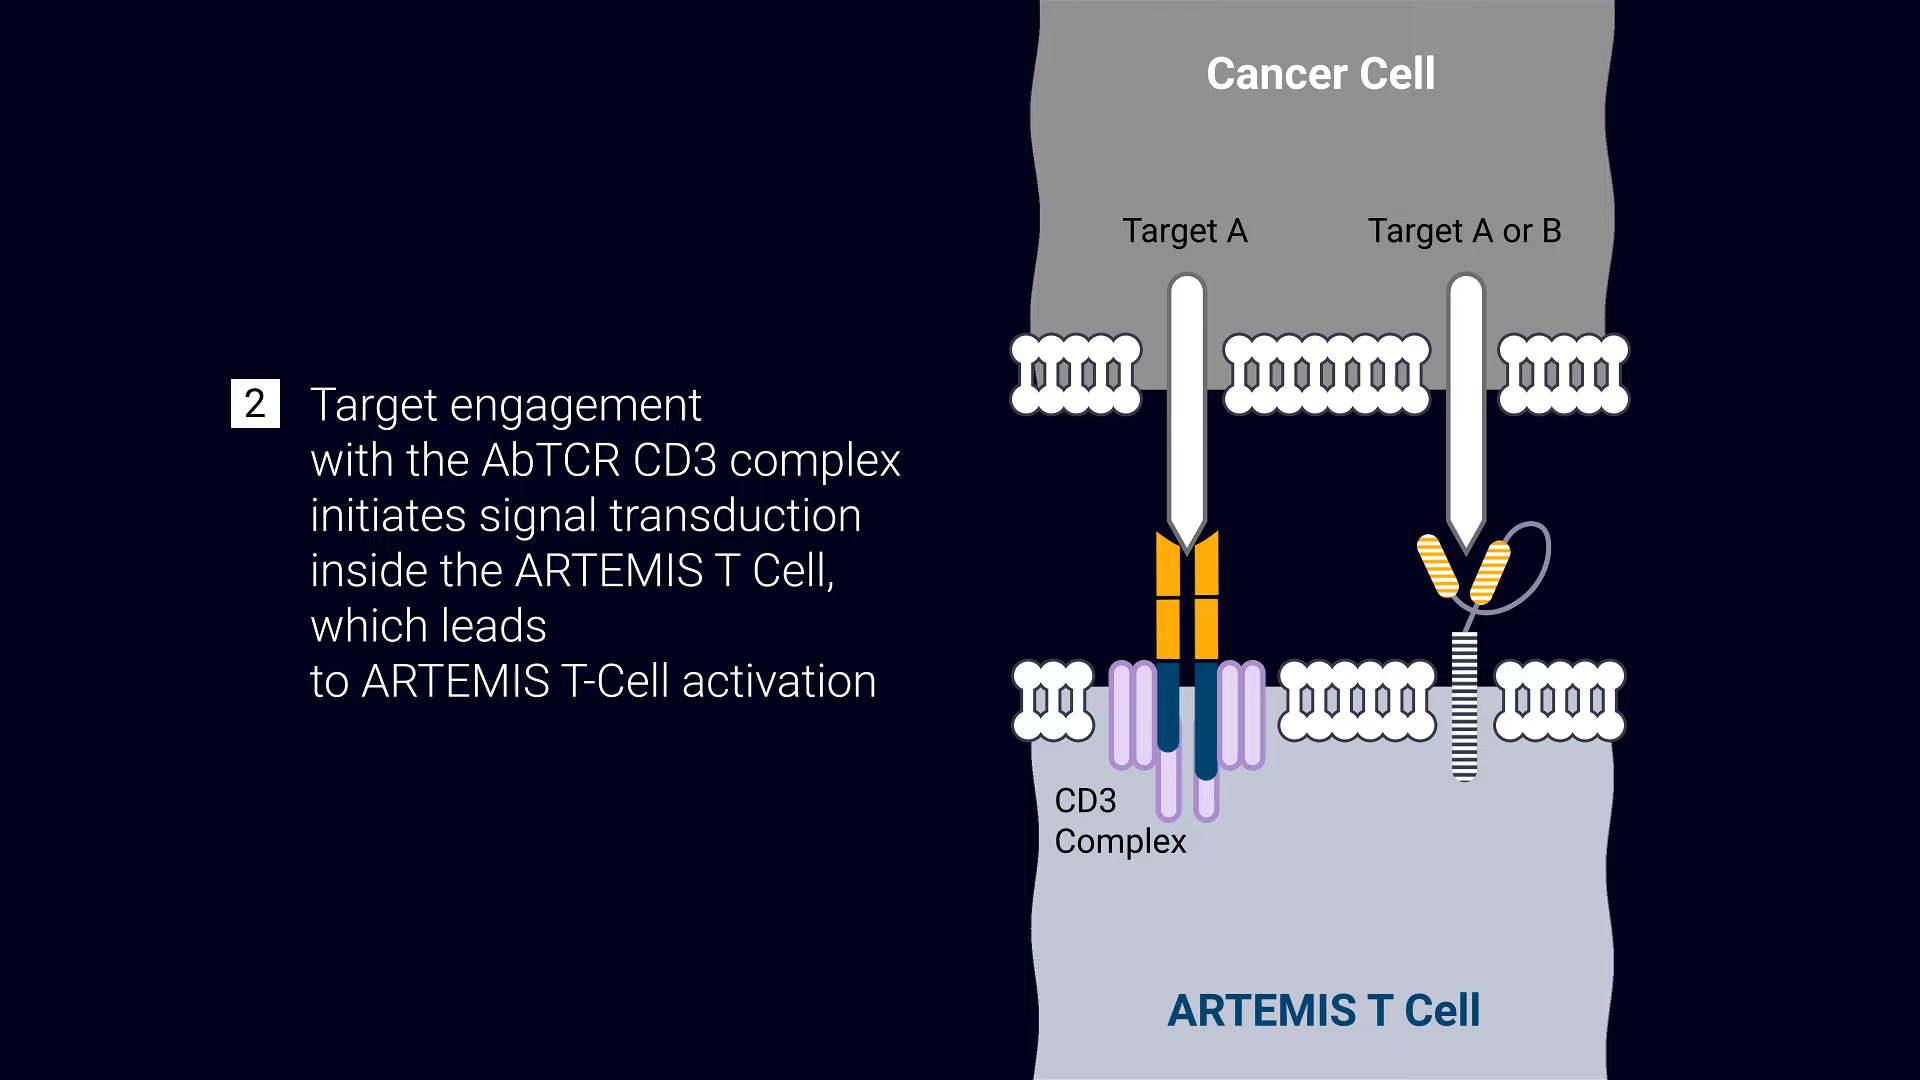 Cancer Cell
Target A
Target A or B
2
Target engagement
with the AbTCR CD3 complex
initiates signal transduction
inside the ARTEMIS T Cell,
which leads
to ARTEMIS T-Cell activation
CD3
Complex
ARTEMIS T Cell